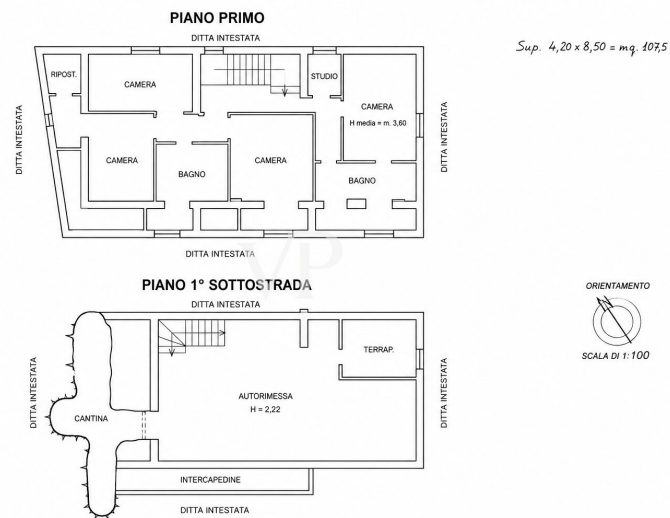 PIANO PRIMO
DITTA INTESTATA
Sup. 4,20 x 8,50 = mq. 107,5
RIPOST.
CAMERA
STUDIO
CAMERA
H media = m. 3,60
DITTA INTESTATA
DITTA INTESTATA
CAMERA
BAGNO
CAMERA
BAGNO
DITTA INTESTATA
VP
PIANO 1° SOTTOSTRADA
DITTA INTESTATA
ORIENTAMENTO
N
SCALA DI 1:100
TERRAP.
DITTA INTESTATA
DITTA INTESTATA
AUTORIMESSA
H = 2,22
CANTINA
INTERCAPEDINE
DITTA INTESTATA